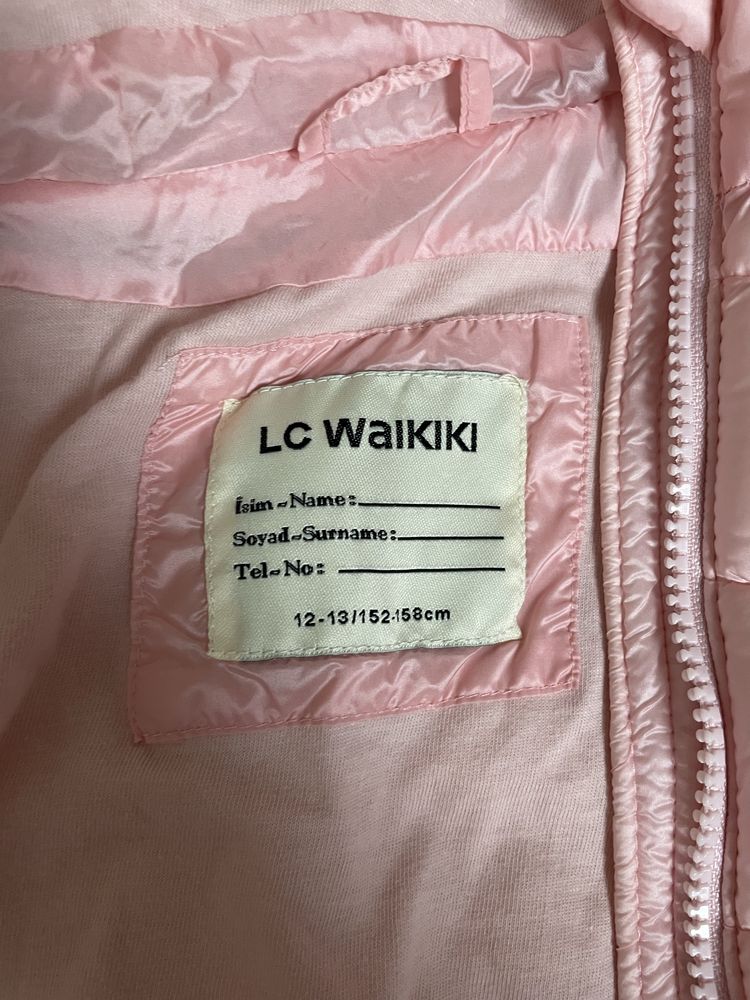 LC WaiKiKi
İsim-Name:
Soyad-Surname:
Tel-No:
12-13/152-158cm